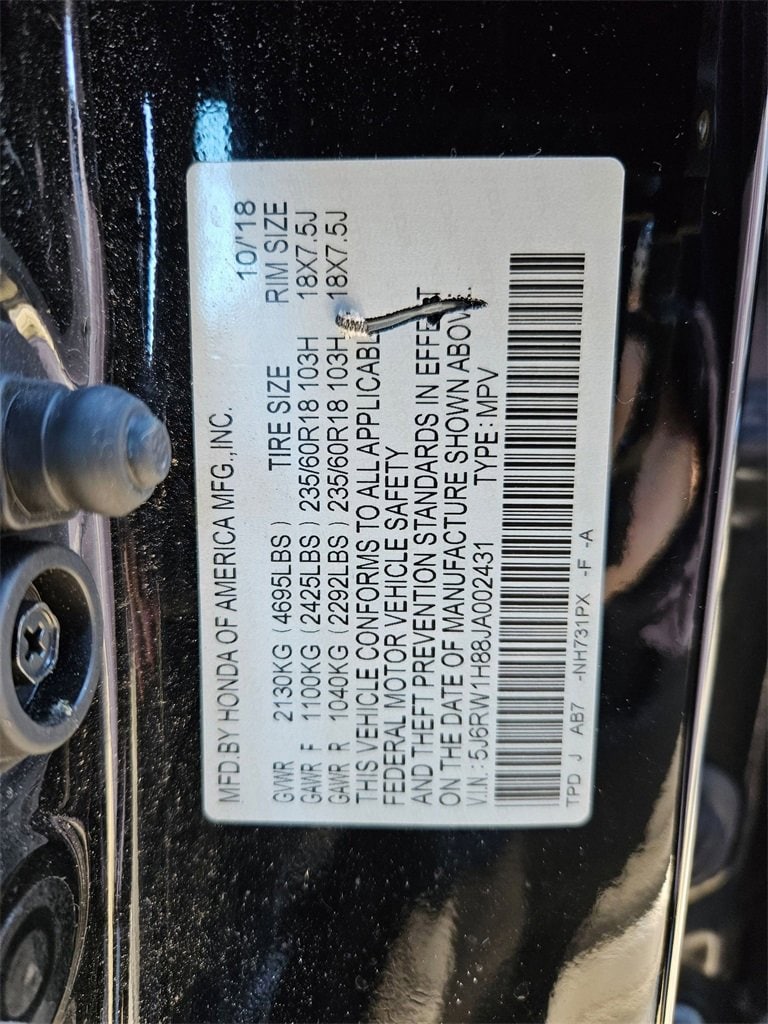 MFD.BY HONDA OF AMERICA MFG.,INC. 10/'18
GVWR 2130KG (4695LBS) TIRE SIZE RIM SIZE
GAWR F 1100KG (2425LBS) 235/60R18 103H 18X7.5J
GAWR R 1040KG (2292LBS) 235/60R18 103H 18X7.5J
THIS VEHICLE CONFORMS TO ALL
FEDERAL MOTOR VEHICLE SAFETY
AND THEFT PREVENTION STANDARDS IN
ON THE DATE OF MANUFACTURE SHOWN
V.I.N.: 5J6RW1H88JA002431 TYPE: MPV
TPD J AB7 -NH731PX -F -A